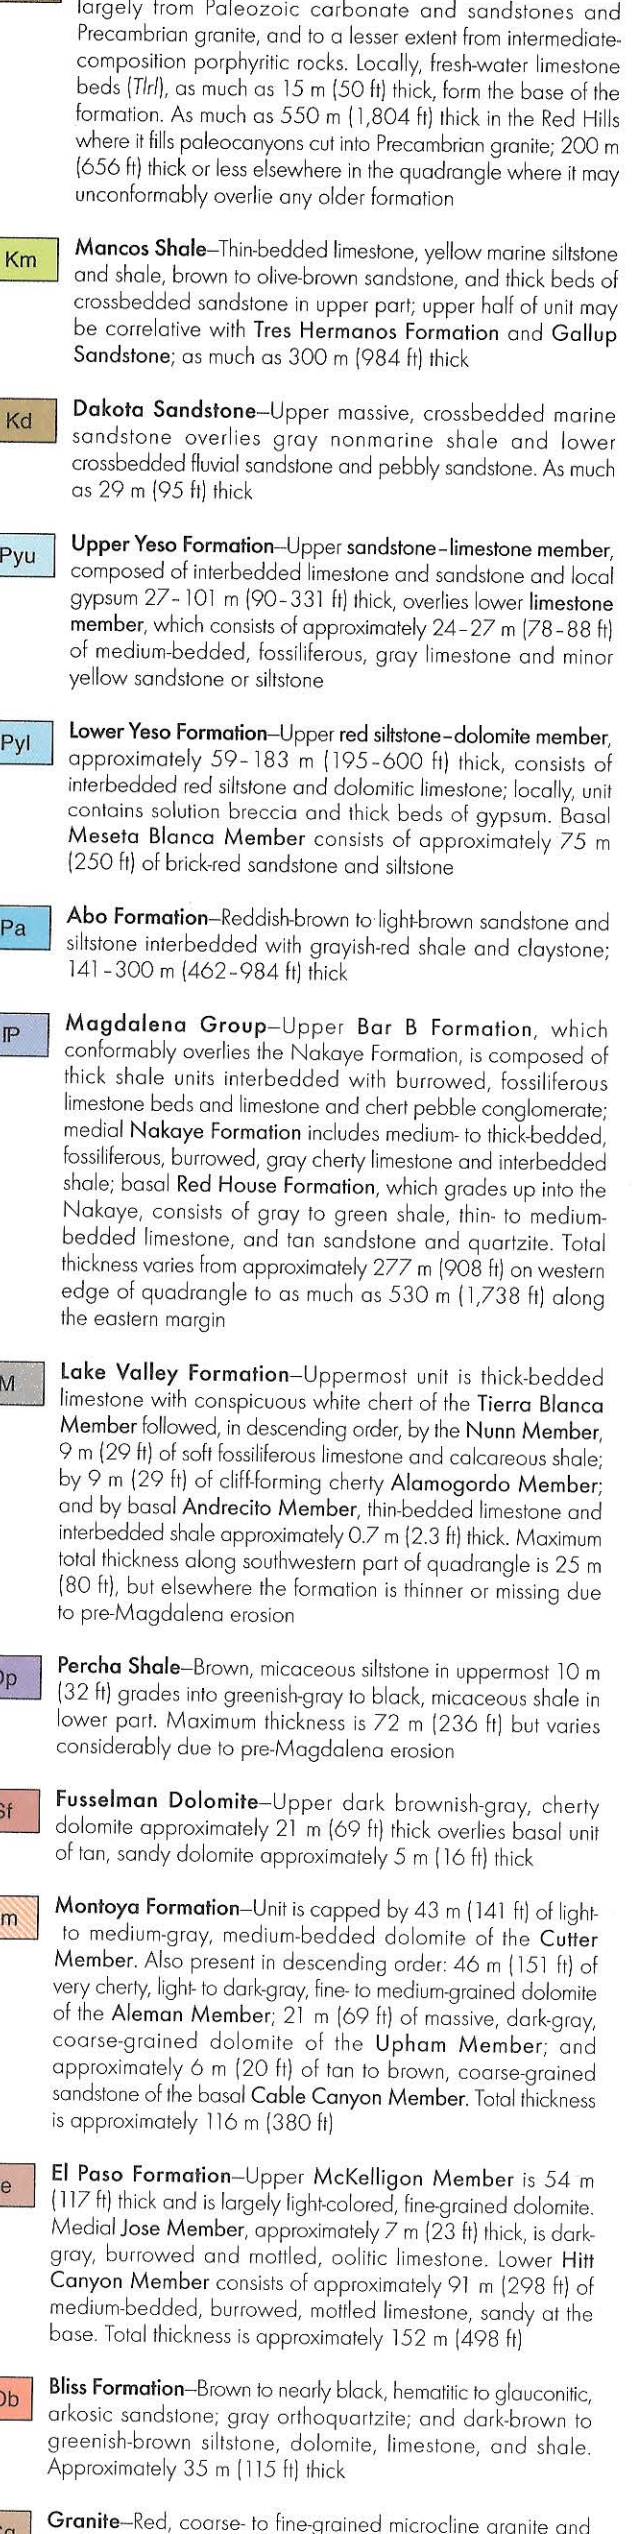 largely from Paleozoic carbonate and sandstones and
Precambrian granite, and to a lesser extent from intermediate-
composition porphyritic rocks. Locally, fresh-water limestone
beds (Tlrl), as much as 15 m (50 ft) thick, form the base of the
formation. As much as 550 m (1,804 ft) thick in the Red Hills
where it fills paleocanyons cut into Precambrian granite; 200 m
(656 ft) thick or less elsewhere in the quadrangle where it may
unconformably overlie any older formation
Km
Mancos Shale–Thin-bedded limestone, yellow marine siltstone
and shale, brown to olive-brown sandstone, and thick beds of
crossbedded sandstone in upper part; upper half of unit may
be correlative with Tres Hermanos Formation and Gallup
Sandstone; as much as 300 m (984 ft) thick
Kd
Dakota Sandstone–Upper massive, crossbedded marine
sandstone overlies gray nonmarine shale and lower
crossbedded fluvial sandstone and pebbly sandstone. As much
as 29 m (95 ft) thick
Pyu
Upper Yeso Formation–Upper sandstone–limestone member,
composed of interbedded limestone and sandstone and local
gypsum 27–101 m (90–331 ft) thick, overlies lower limestone
member, which consists of approximately 24–27 m (78–88 ft)
of medium-bedded, fossiliferous, gray limestone and minor
yellow sandstone or siltstone
Pyl
Lower Yeso Formation–Upper red siltstone–dolomite member,
approximately 59–183 m (195–600 ft) thick, consists of
interbedded red siltstone and dolomitic limestone; locally, unit
contains solution breccia and thick beds of gypsum. Basal
Meseta Blanca Member consists of approximately 75 m
(250 ft) of brick-red sandstone and siltstone
Pa
Abo Formation–Reddish-brown to light-brown sandstone and
siltstone interbedded with grayish-red shale and claystone;
141–300 m (462–984 ft) thick
IP
Magdalena Group–Upper Bar B Formation, which
conformably overlies the Nakaye Formation, is composed of
thick shale units interbedded with burrowed, fossiliferous
limestone beds and limestone and chert pebble conglomerate;
medial Nakaye Formation includes medium- to thick-bedded,
fossiliferous, burrowed, gray cherty limestone and interbedded
shale; basal Red House Formation, which grades up into the
Nakaye, consists of gray to green shale, thin- to medium-
bedded limestone, and tan sandstone and quartzite. Total
thickness varies from approximately 277 m (908 ft) on western
edge of quadrangle to as much as 530 m (1,738 ft) along
the eastern margin
M
Lake Valley Formation–Uppermost unit is thick-bedded
limestone with conspicuous white chert of the Tierra Blanca
Member followed, in descending order, by the Nunn Member,
9 m (29 ft) of soft fossiliferous limestone and calcareous shale;
by 9 m (29 ft) of cliff-forming cherty Alamogordo Member;
and by basal Andrecito Member, thin-bedded limestone and
interbedded shale approximately 0.7 m (2.3 ft) thick. Maximum
total thickness along southwestern part of quadrangle is 25 m
(80 ft), but elsewhere the formation is thinner or missing due
to pre-Magdalena erosion
Dp
Percha Shale–Brown, micaceous siltstone in uppermost 10 m
(32 ft) grades into greenish-gray to black, micaceous shale in
lower part. Maximum thickness is 72 m (236 ft) but varies
considerably due to pre-Magdalena erosion
Sf
Fusselman Dolomite–Upper dark brownish-gray, cherty
dolomite approximately 21 m (69 ft) thick overlies basal unit
of tan, sandy dolomite approximately 5 m (16 ft) thick
m
Montoya Formation–Unit is capped by 43 m (141 ft) of light-
to medium-gray, medium-bedded dolomite of the Cutter
Member. Also present in descending order: 46 m (151 ft) of
very cherty, light- to dark-gray, fine- to medium-grained dolomite
of the Aleman Member; 21 m (69 ft) of massive, dark-gray,
coarse-grained dolomite of the Upham Member; and
approximately 6 m (20 ft) of tan to brown, coarse-grained
sandstone of the basal Cable Canyon Member. Total thickness
is approximately 116 m (380 ft)
e
El Paso Formation–Upper McKelligon Member is 54 m
(117 ft) thick and is largely light-colored, fine-grained dolomite.
Medial Jose Member, approximately 7 m (23 ft) thick, is dark-
gray, burrowed and mottled, oolitic limestone. Lower Hitt
Canyon Member consists of approximately 91 m (298 ft) of
medium-bedded, burrowed, mottled limestone, sandy at the
base. Total thickness is approximately 152 m (498 ft)
Ob
Bliss Formation–Brown to nearly black, hematitic to glauconitic,
arkosic sandstone; gray orthoquartzite; and dark-brown to
greenish-brown siltstone, dolomite, limestone, and shale.
Approximately 35 m (115 ft) thick
Granite–Red, coarse- to fine-grained microcline granite and